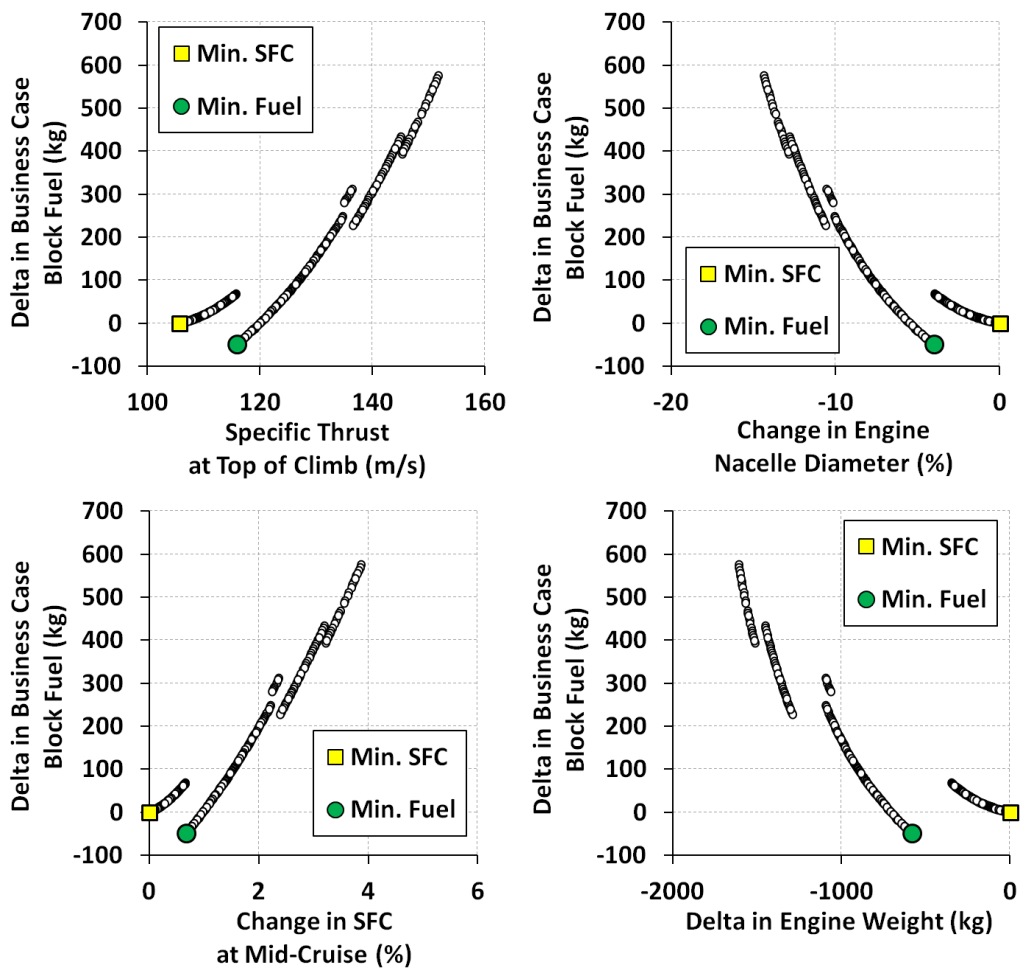 Delta in Business Case
Block Fuel (kg)
700
600
500
400
300
200
100
0
-100
Min. SFC
Min. Fuel
100
120
140
160
Specific Thrust
at Top of Climb (m/s)
Delta in Business Case
Block Fuel (kg)
700
600
500
400
300
200
100
0
-100
Min. SFC
Min. Fuel
-20
-10
0
Change in Engine
Nacelle Diameter (%)
Delta in Business Case
Block Fuel (kg)
700
600
500
400
300
200
100
0
-100
Min. SFC
Min. Fuel
0
2
4
6
Change in SFC
at Mid-Cruise (%)
Delta in Business Case
Block Fuel (kg)
700
600
500
400
300
200
100
0
-100
Min. SFC
Min. Fuel
-2000
-1000
0
Delta in Engine Weight (kg)